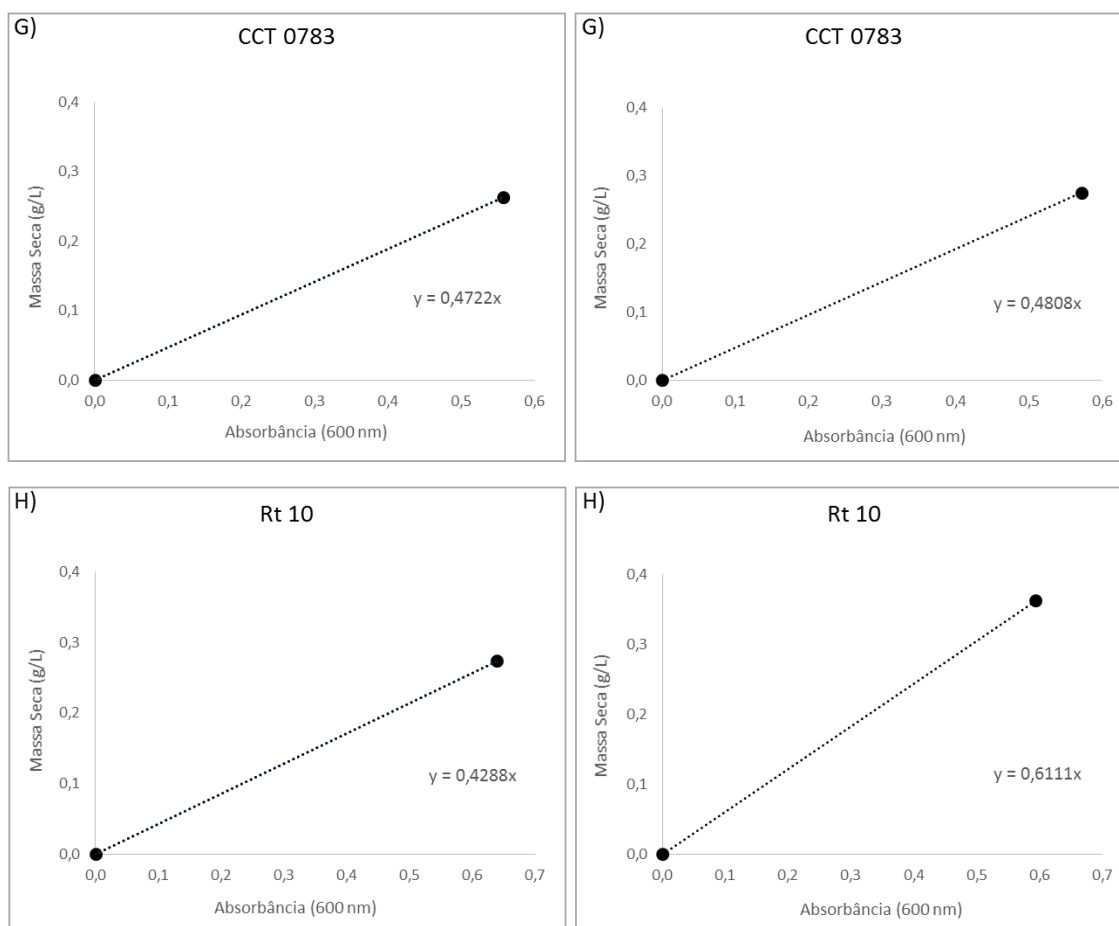 G)
CCT 0783
0,4
0,3
0,2
0,1
0,0
Massa Seca (g/L)
y = 0,4722x
0,0 0,1 0,2 0,3 0,4 0,5 0,6
Absorbância (600 nm)
G)
CCT 0783
0,4
0,3
0,2
0,1
0,0
Massa Seca (g/L)
y = 0,4808x
0,0 0,1 0,2 0,3 0,4 0,5 0,6
Absorbância (600 nm)
H)
Rt 10
0,4
0,3
0,2
0,1
0,0
Massa Seca (g/L)
y = 0,4288x
0,0 0,1 0,2 0,3 0,4 0,5 0,6 0,7
Absorbância (600 nm)
H)
Rt 10
0,4
0,3
0,2
0,1
0,0
Massa Seca (g/L)
y = 0,6111x
0,0 0,1 0,2 0,3 0,4 0,5 0,6 0,7
Absorbância (600 nm)